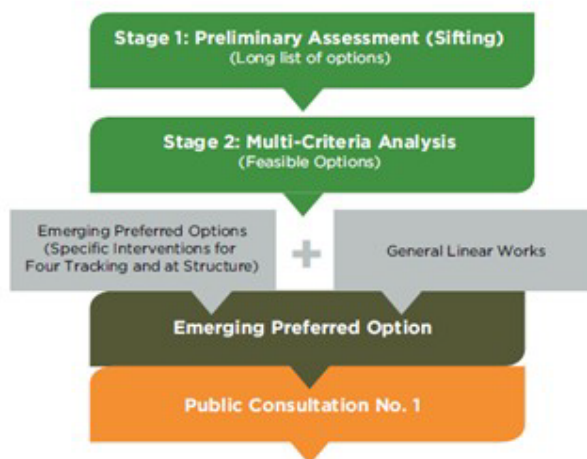 Stage 1: Preliminary Assessment (Sifting)
(Long list of options)
Stage 2: Multi-Criteria Analysis
(Feasible Options)
Emerging Preferred Options
(Specific Interventions for
Four Tracking and at Structure)
+
General Linear Works
Emerging Preferred Option
Public Consultation No. 1